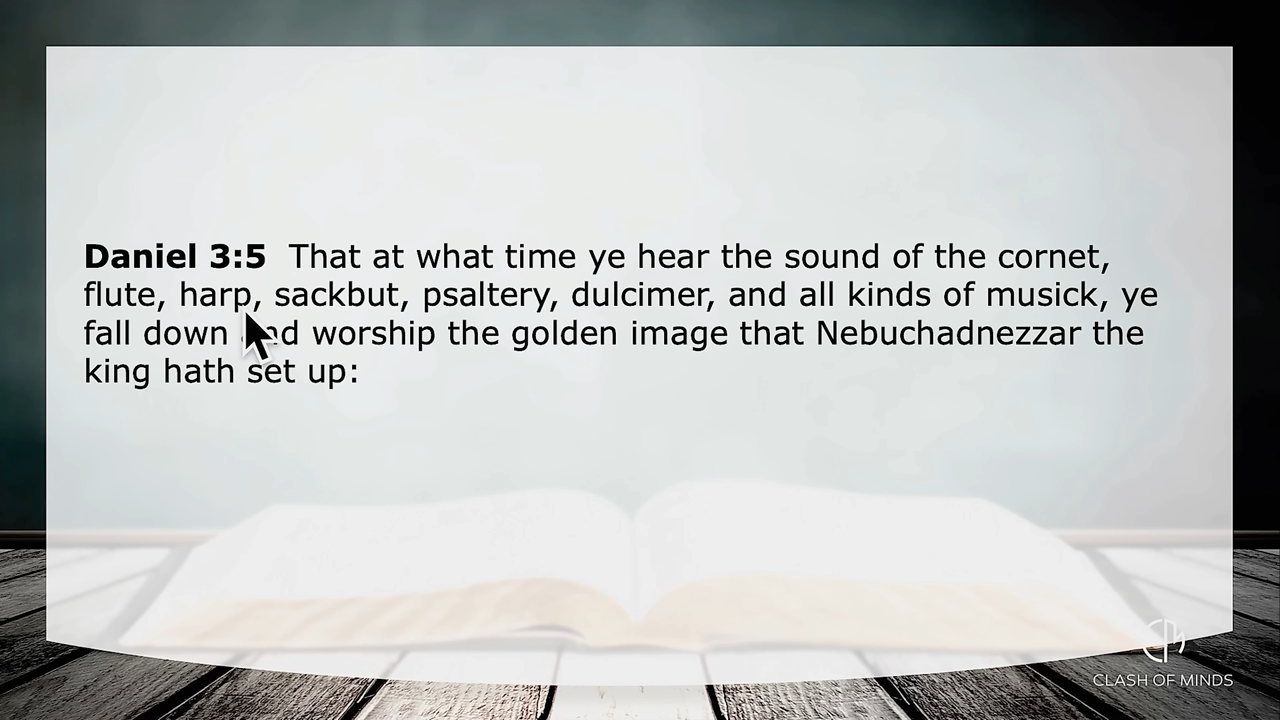 Daniel 3:5 That at what time ye hear the sound of the cornet,
flute, harp, sackbut, psaltery, dulcimer, and all kinds of musick, ye
fall down and worship the golden image that Nebuchadnezzar the
king hath set up:
CLASH OF MINDS